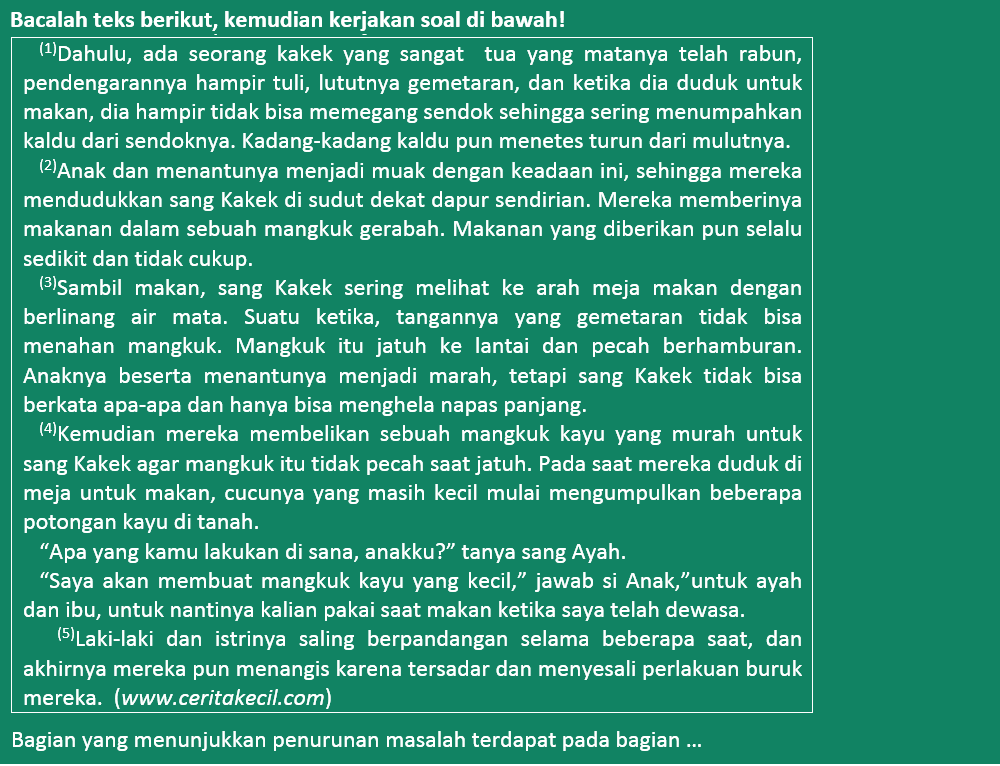 Bacalah teks berikut, kemudian kerjakan soal di bawah!
(1)Dahulu, ada seorang kakek yang sangat tua yang matanya telah rabun,
pendengarannya hampir tuli, lututnya gemetaran, dan ketika dia duduk untuk
makan, dia hampir tidak bisa memegang sendok sehingga sering menumpahkan
kaldu dari sendoknya. Kadang-kadang kaldu pun menetes turun dari mulutnya.
(2)Anak dan menantunya menjadi muak dengan keadaan ini, sehingga mereka
mendudukkan sang Kakek di sudut dekat dapur sendirian. Mereka memberinya
makanan dalam sebuah mangkuk gerabah. Makanan yang diberikan pun selalu
sedikit dan tidak cukup.
(3)Sambil makan, sang Kakek sering melihat ke arah meja makan dengan
berlinang air mata. Suatu ketika, tangannya yang gemetaran tidak bisa
menahan mangkuk. Mangkuk itu jatuh ke lantai dan pecah berhamburan.
Anaknya beserta menantunya menjadi marah, tetapi sang Kakek tidak bisa
berkata apa-apa dan hanya bisa menghela napas panjang.
(4)Kemudian mereka membelikan sebuah mangkuk kayu yang murah untuk
sang Kakek agar mangkuk itu tidak pecah saat jatuh. Pada saat mereka duduk di
meja untuk makan, cucunya yang masih kecil mulai mengumpulkan beberapa
potongan kayu di tanah.
“Apa yang kamu lakukan di sana, anakku?” tanya sang Ayah.
“Saya akan membuat mangkuk kayu yang kecil,” jawab si Anak,”untuk ayah
dan ibu, untuk nantinya kalian pakai saat makan ketika saya telah dewasa.
(5)Laki-laki dan istrinya saling berpandangan selama beberapa saat, dan
akhirnya mereka pun menangis karena tersadar dan menyesali perlakuan buruk
mereka. (www.ceritakecil.com)
Bagian yang menunjukkan penurunan masalah terdapat pada bagian ...